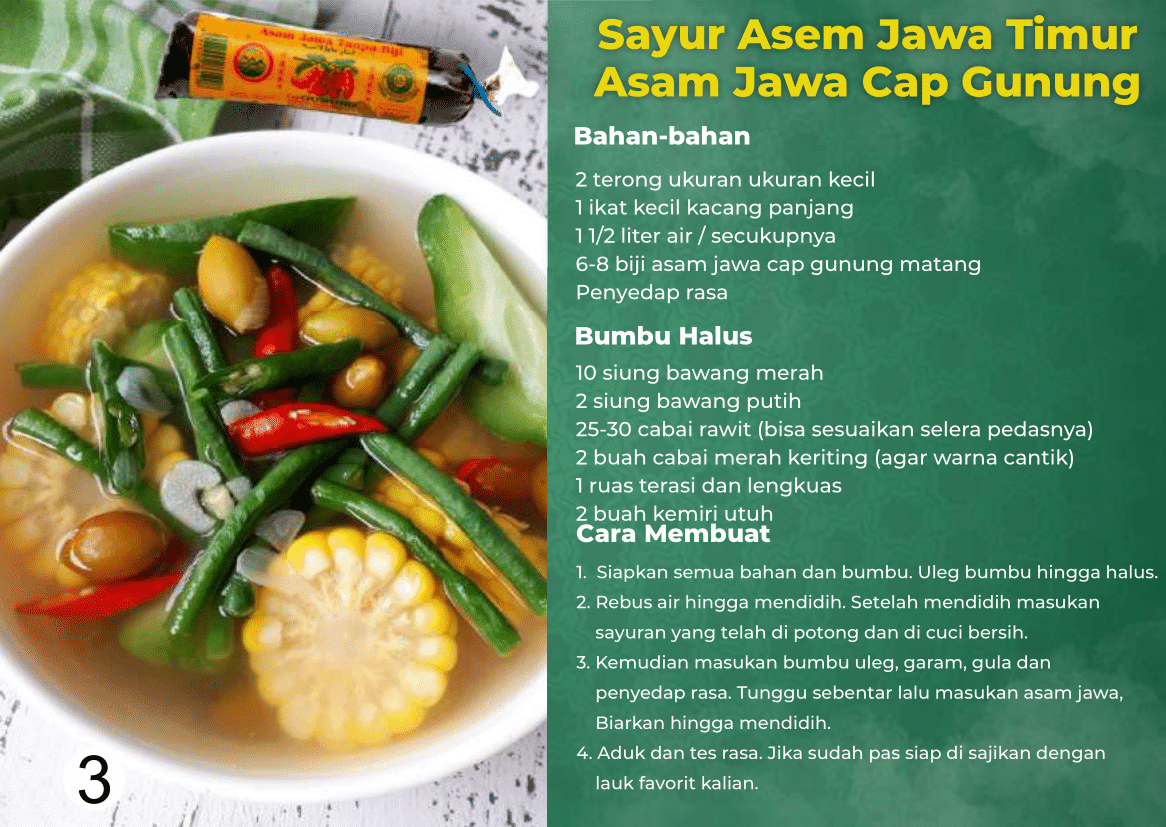 Asam Jawa Tanpa Biji
GUNUNG
Sayur Asem Jawa Timur
Asam Jawa Cap Gunung
Bahan-bahan
2 terong ukuran ukuran kecil
1 ikat kecil kacang panjang
1 1/2 liter air / secukupnya
6-8 biji asam jawa cap gunung matang
Penyedap rasa
Bumbu Halus
10 siung bawang merah
2 siung bawang putih
25-30 cabai rawit (bisa sesuaikan selera pedasnya)
2 buah cabai merah keriting (agar warna cantik)
1 ruas terasi dan lengkuas
2 buah kemiri utuh
Cara Membuat
1. Siapkan semua bahan dan bumbu. Uleg bumbu hingga halus.
2. Rebus air hingga mendidih. Setelah mendidih masukan
sayuran yang telah di potong dan di cuci bersih.
3. Kemudian masukan bumbu uleg, garam, gula dan
penyedap rasa. Tunggu sebentar lalu masukan asam jawa,
Biarkan hingga mendidih.
4. Aduk dan tes rasa. Jika sudah pas siap di sajikan dengan
lauk favorit kalian.
3